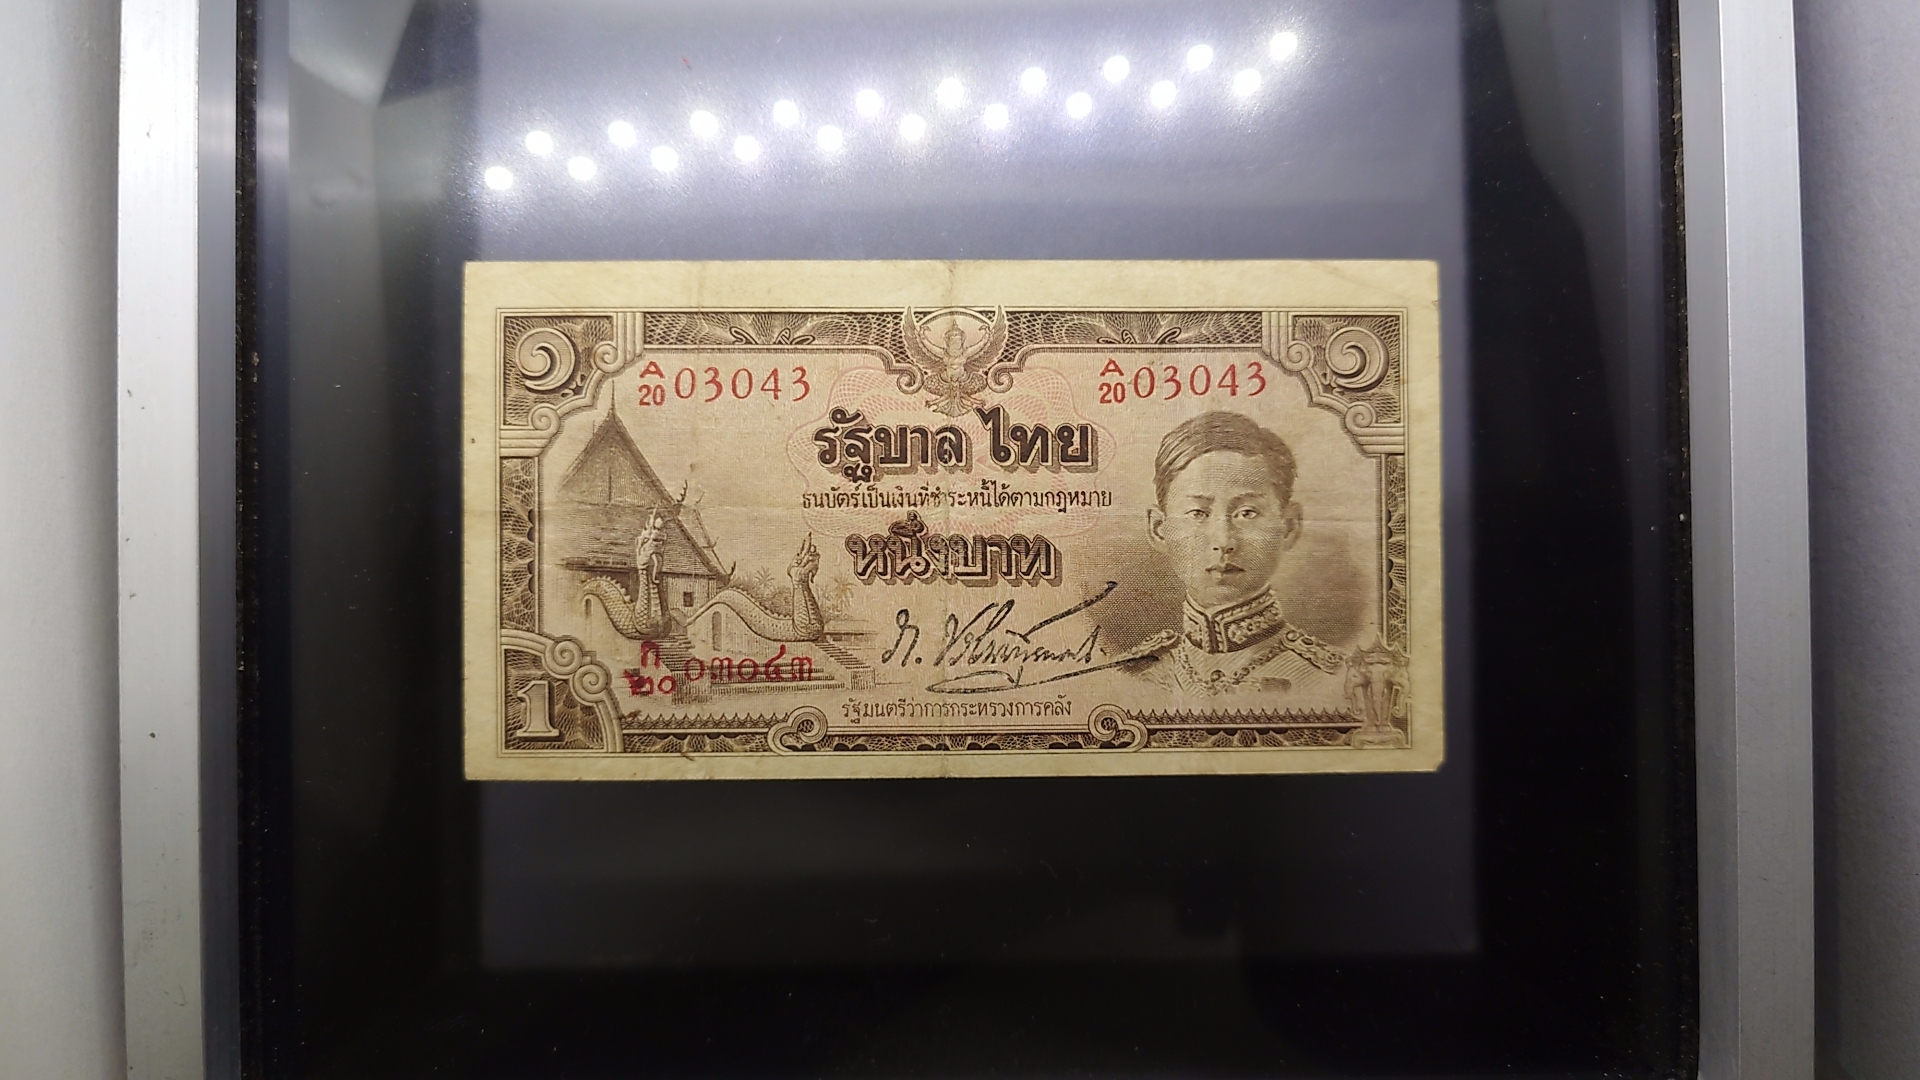 ๑ ๑
A/20 03043 A/20 03043
รัฐบาล ไทย
ธนบัตร์เป็นเงินที่ชำระหนี้ได้ตามกฎหมาย
หนึ่งบาท
ก/๒๐ ๐๓๐๔๓
1
รัฐมนตรีว่าการกระทรวงการคลัง